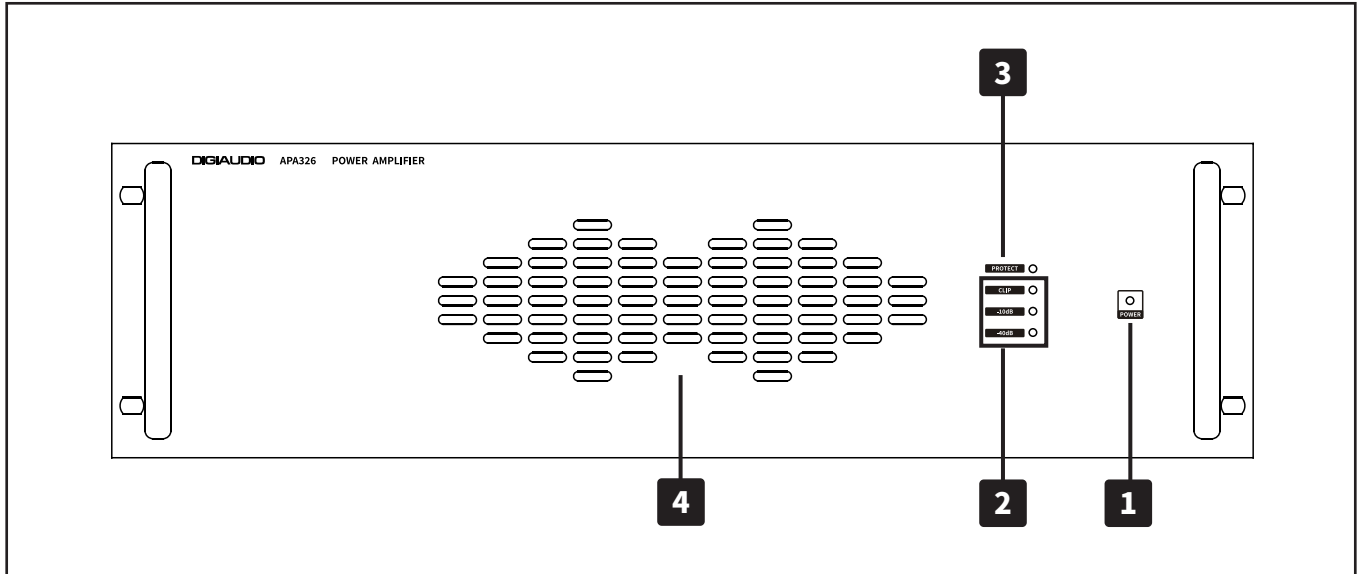 3
DIGIAUDIO APA326 POWER AMPLIFIER
PROTECT
CLIP
-10dB
-40dB
POWER
4
2
1